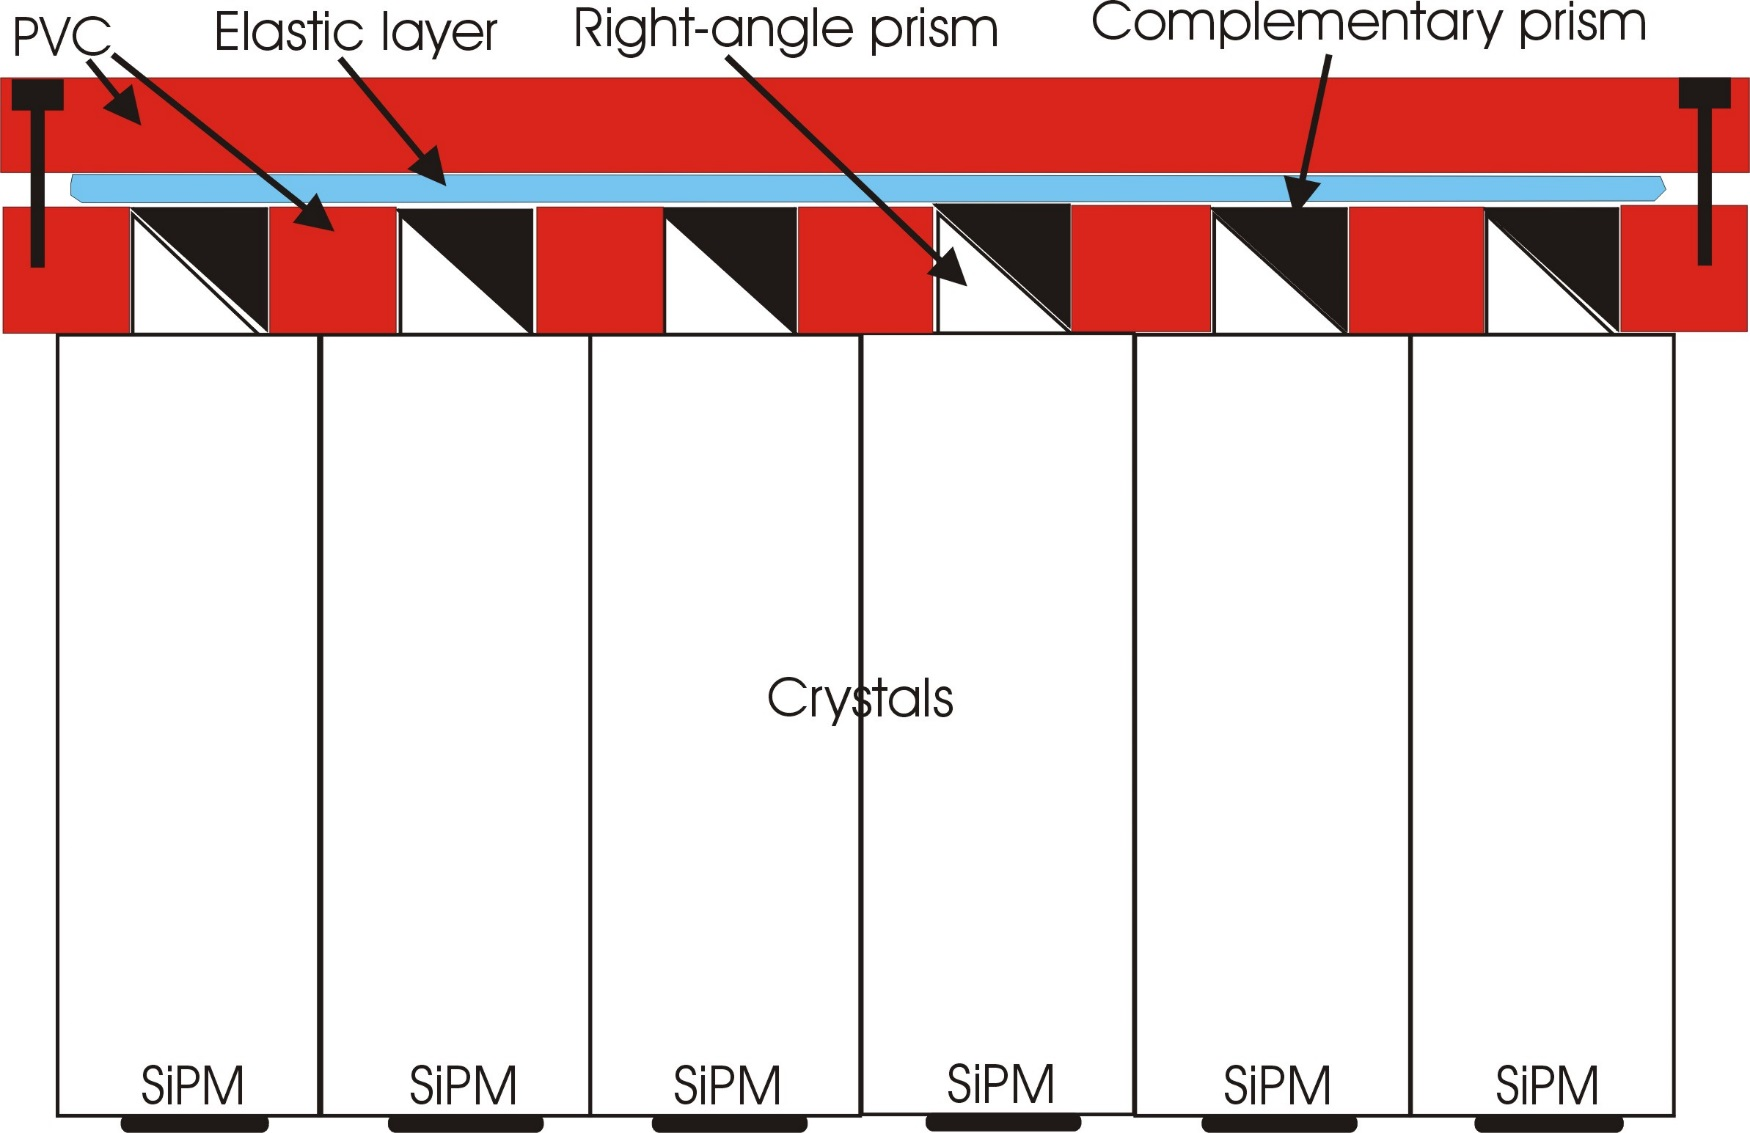 PVC
Elastic layer
Right-angle prism
Complementary prism
Crystals
SiPM
SiPM
SiPM
SiPM
SiPM
SiPM